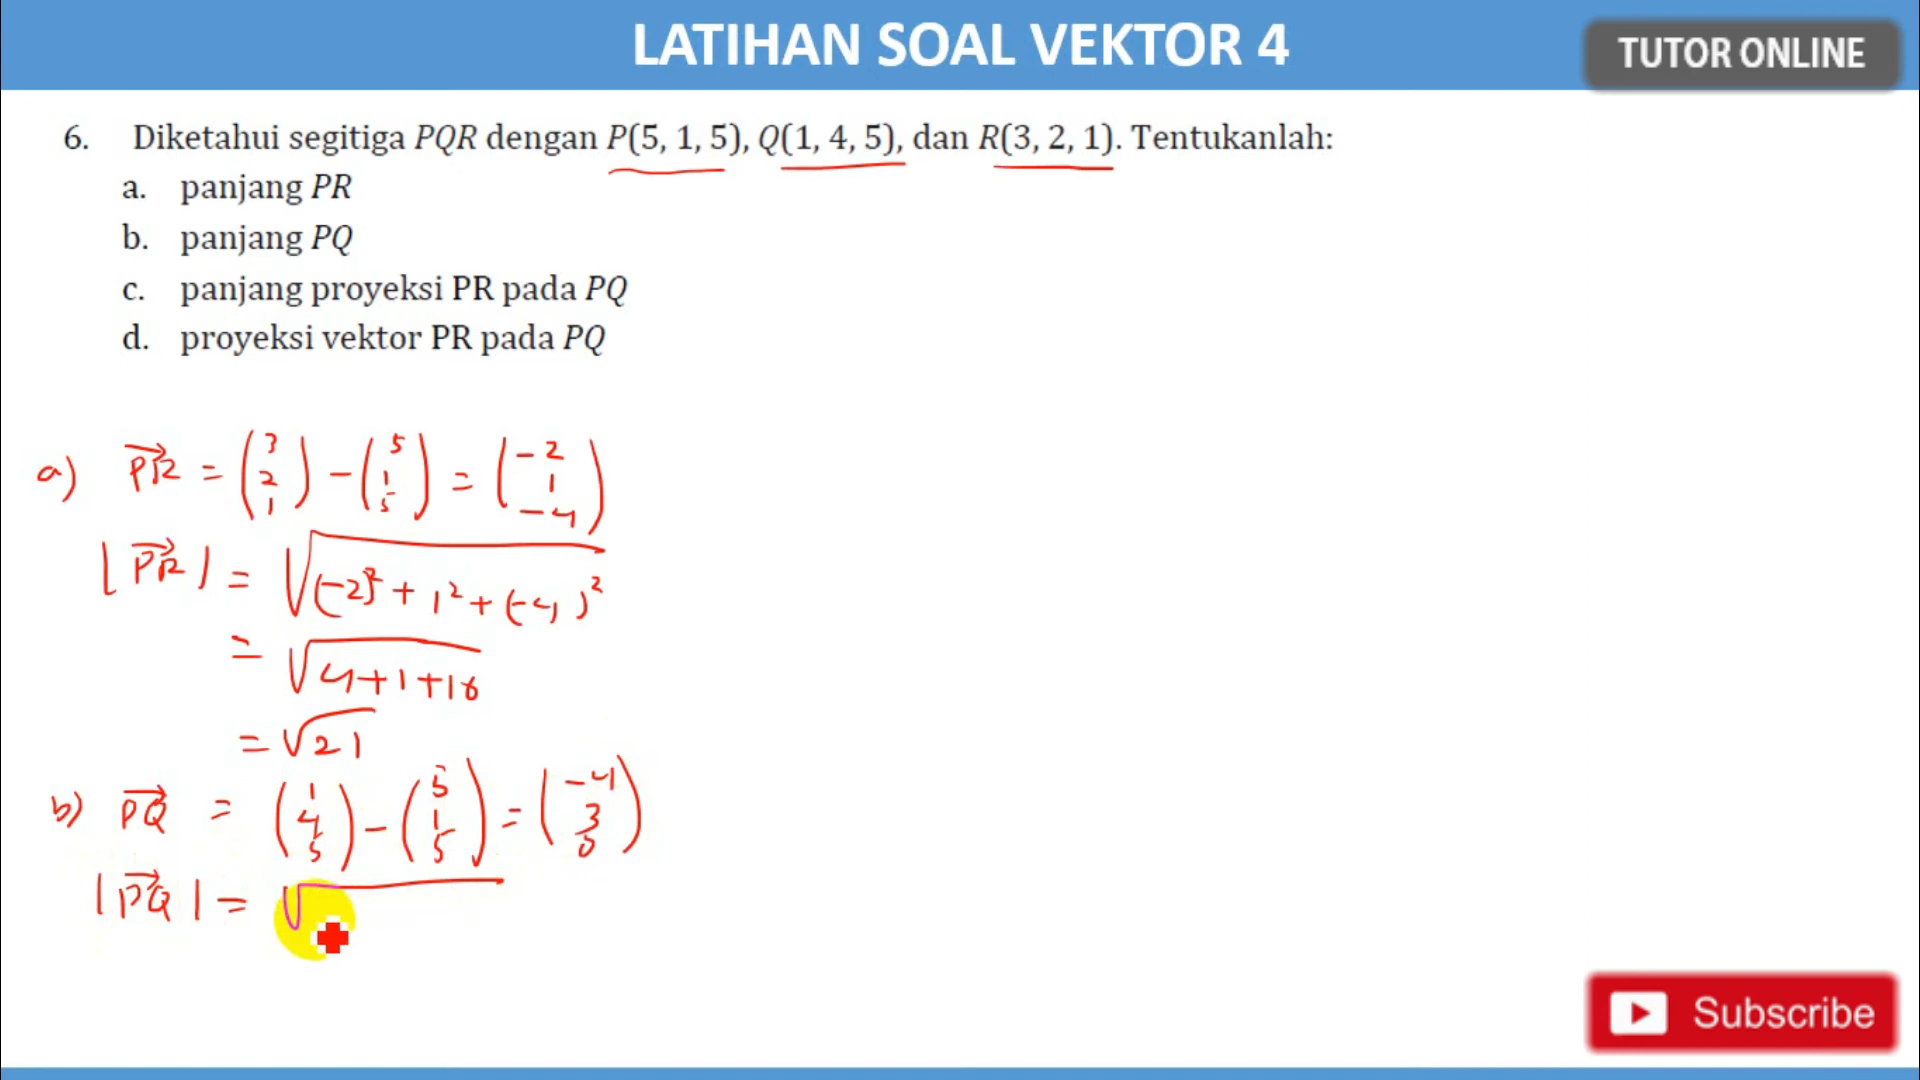 LATIHAN SOAL VEKTOR 4
TUTOR ONLINE
6. Diketahui segitiga PQR dengan P(5, 1, 5), Q(1, 4, 5), dan R(3, 2, 1). Tentukanlah:
a. panjang PR
b. panjang PQ
c. panjang proyeksi PR pada PQ
d. proyeksi vektor PR pada PQ
a) PR = (3 2 1) - (5 1 5) = (-2 1 -4)
|PR| = √(-2)² + 1² + (-4)²
= √4+1+16
= √21
b) PQ = (1 4 5) - (5 1 5) = (-4 3 0)
|PQ| = √
Subscribe